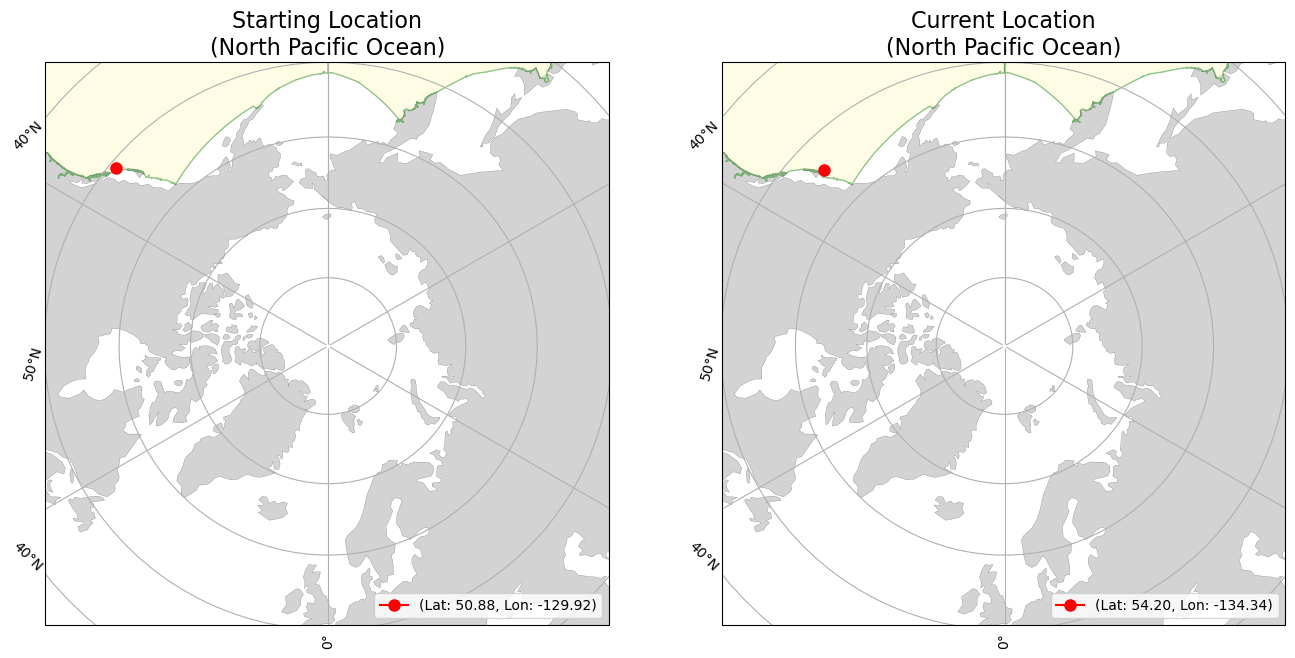 Starting Location
(North Pacific Ocean)
40°N
50°N
40°N
0°
(Lat: 50.88, Lon: -129.92)
Current Location
(North Pacific Ocean)
40°N
50°N
40°N
0°
(Lat: 54.20, Lon: -134.34)